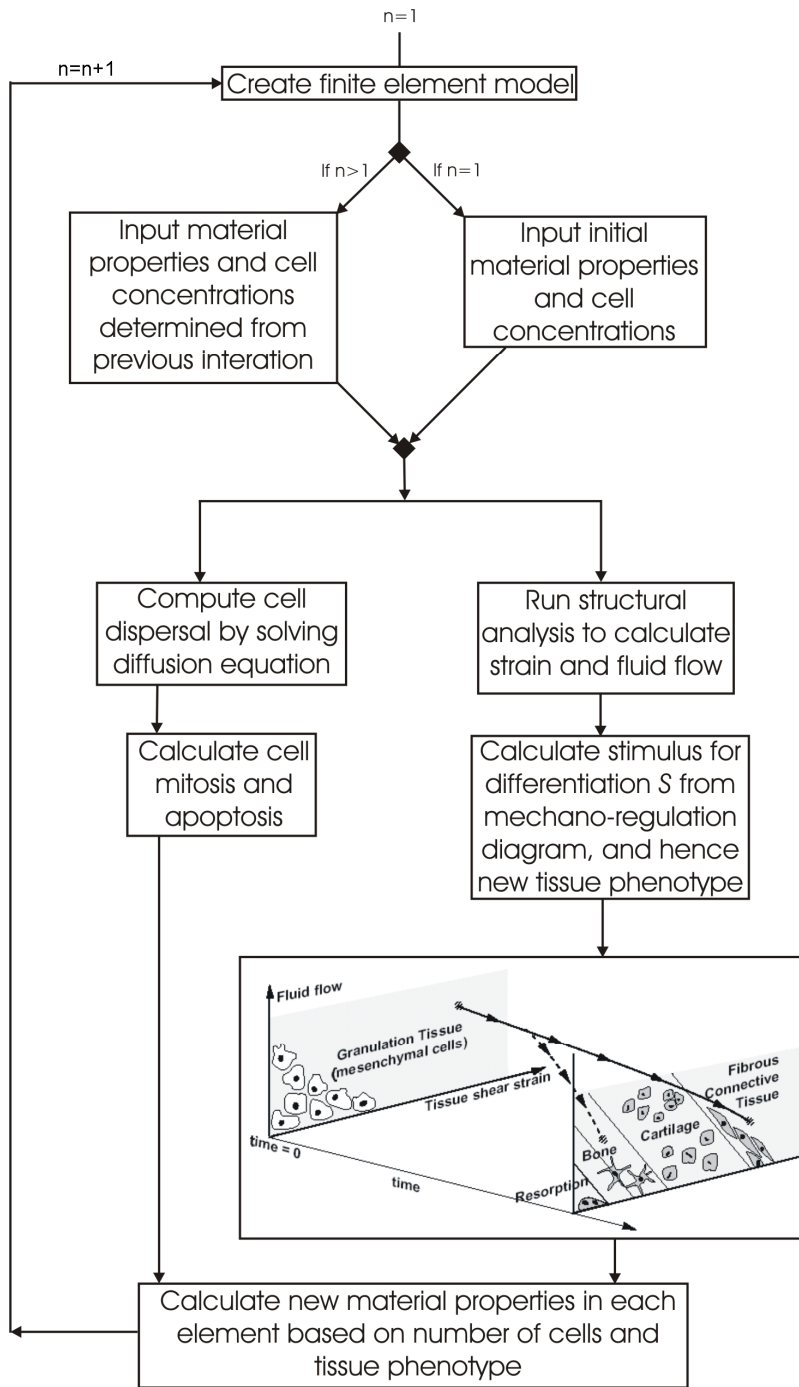 n=1
n=n+1
Create finite element model
If n>1
If n=1
Input material
properties and cell
concentrations
determined from
previous interation
Input initial
material properties
and cell
concentrations
Compute cell
dispersal by solving
diffusion equation
Run structural
analysis to calculate
strain and fluid flow
Calculate cell
mitosis and
apoptosis
Calculate stimulus for
differentiation S from
mechano-regulation
diagram, and hence
new tissue phenotype
Fluid flow
Granulation Tissue
(mesenchymal cells)
Tissue shear strain
time = 0
time
Fibrous
Connective
Tissue
Cartilage
Bone
Resorption
Calculate new material properties in each
element based on number of cells and
tissue phenotype